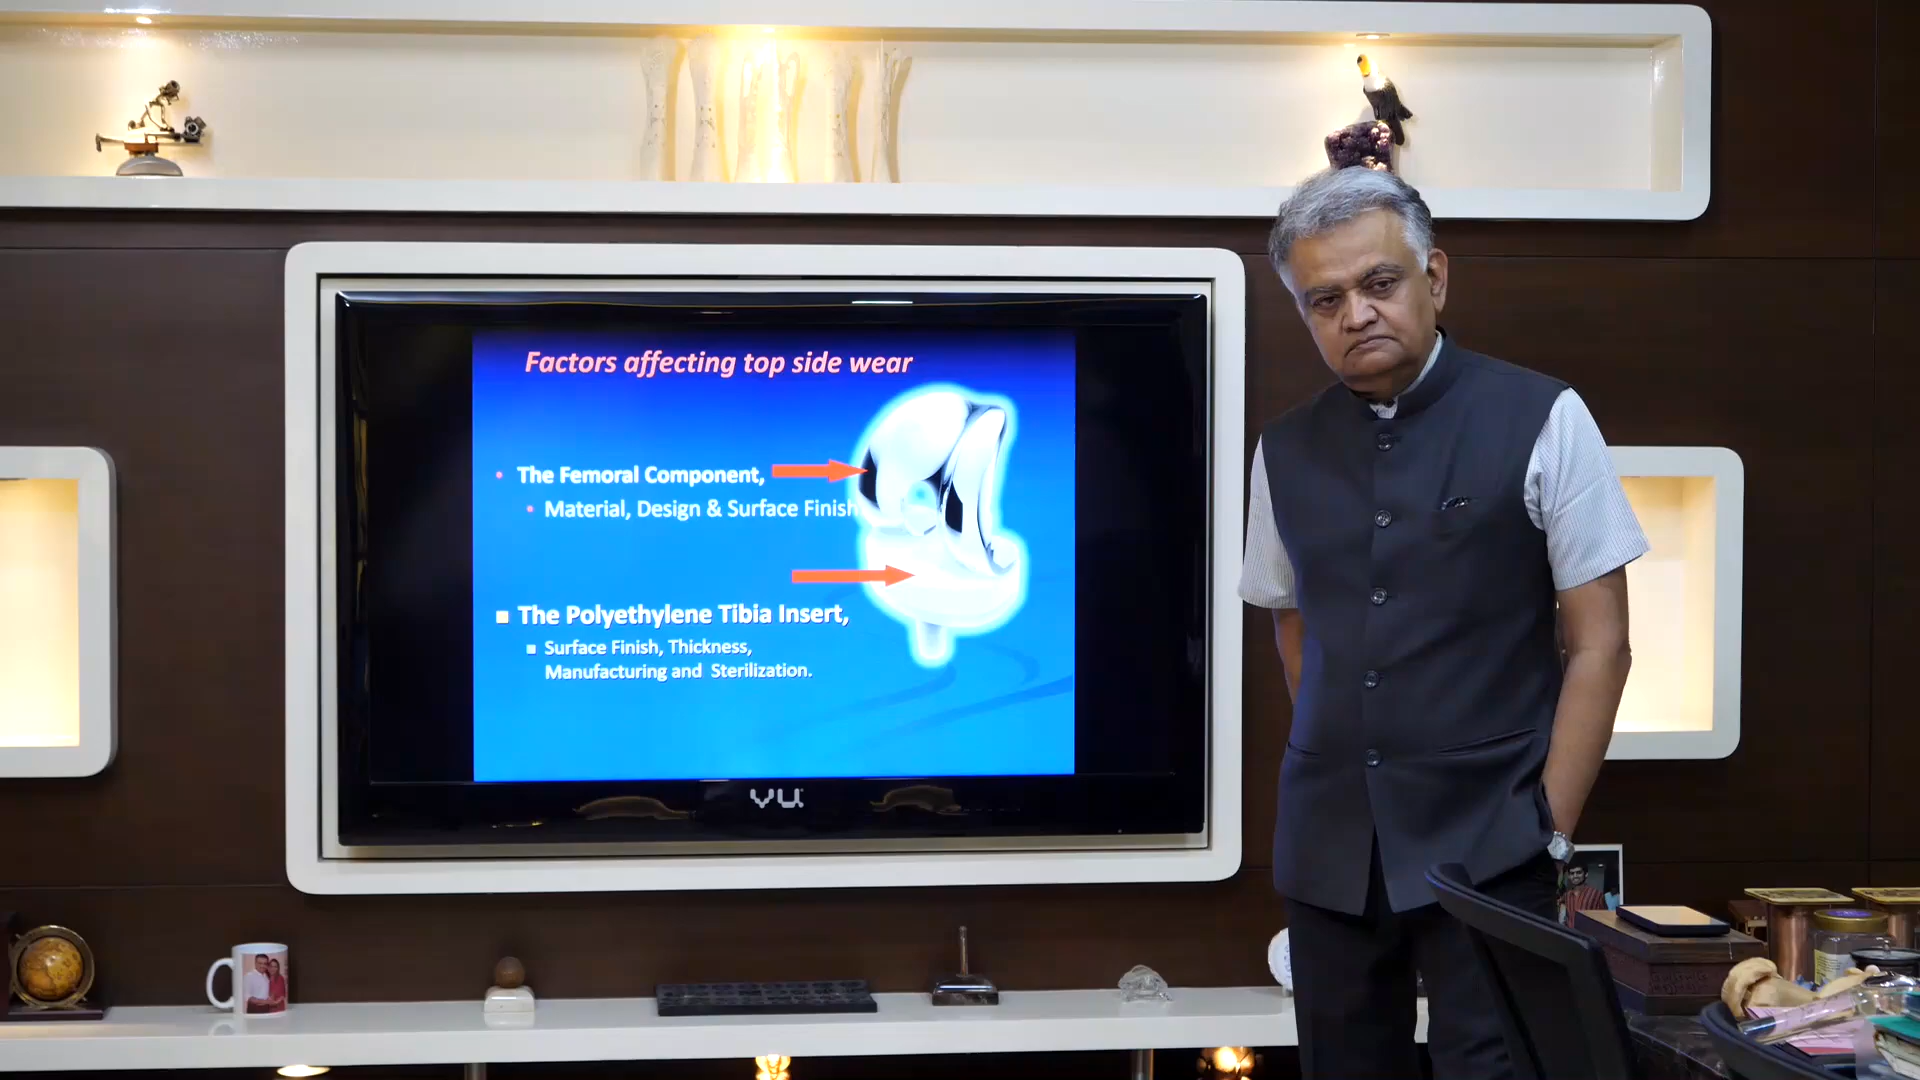 Factors affecting top side wear
The Femoral Component,
Material, Design & Surface Finish
The Polyethylene Tibia Insert,
Surface Finish, Thickness,
Manufacturing and Sterilization.
VU